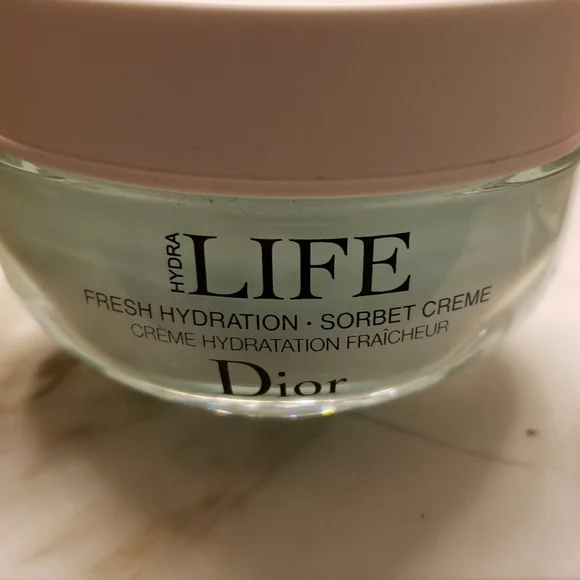 HYDRA LIFE
FRESH HYDRATION · SORBET CREME
CRÈME HYDRATATION FRAÎCHEUR
Dior